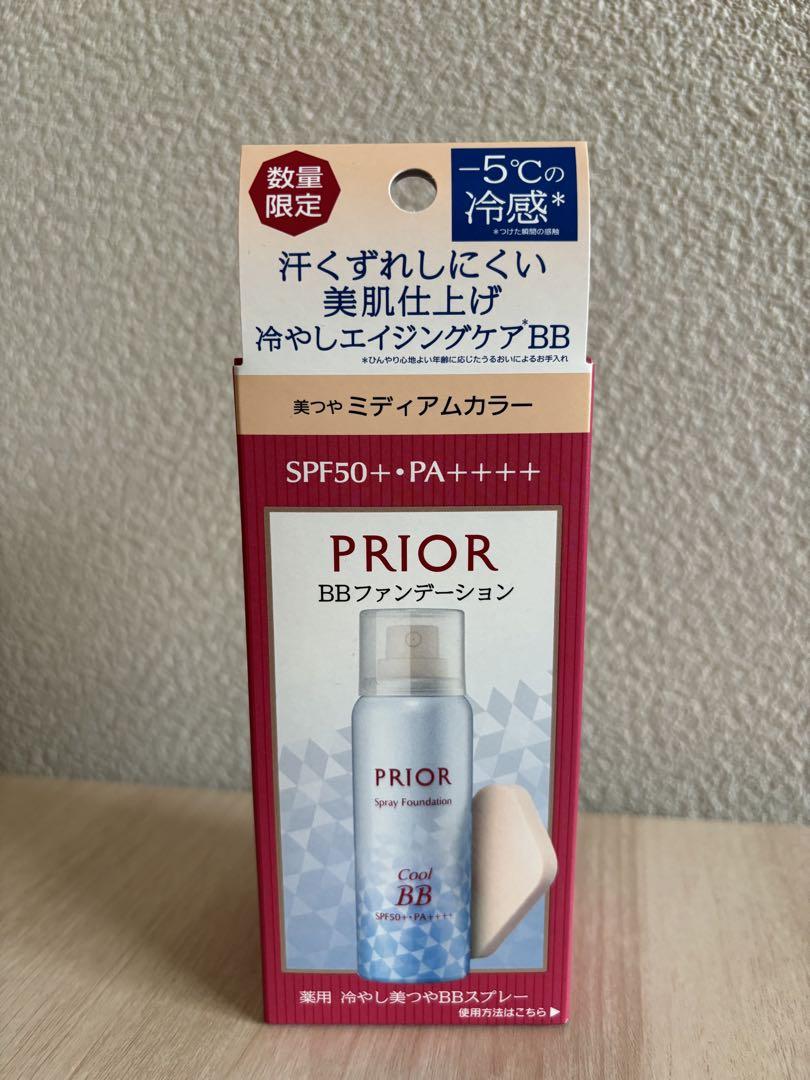 数量
限定
−5℃の
冷感*
*つけた瞬間の感触
汗くずれしにくい
美肌仕上げ
冷やしエイジングケア*BB
*ひんやり心地よい年齢に応じたうるおいによるお手入れ
美つや ミディアムカラー
SPF50+・PA++++
PRIOR
BBファンデーション
PRIOR
Spray Foundation
Cool
BB
SPF50+・PA++++
薬用 冷やし美つやBBスプレー
使用方法はこちら▶